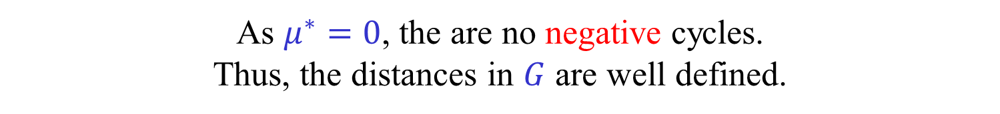 As μ* = 0, the are no negative cycles.
Thus, the distances in G are well defined.